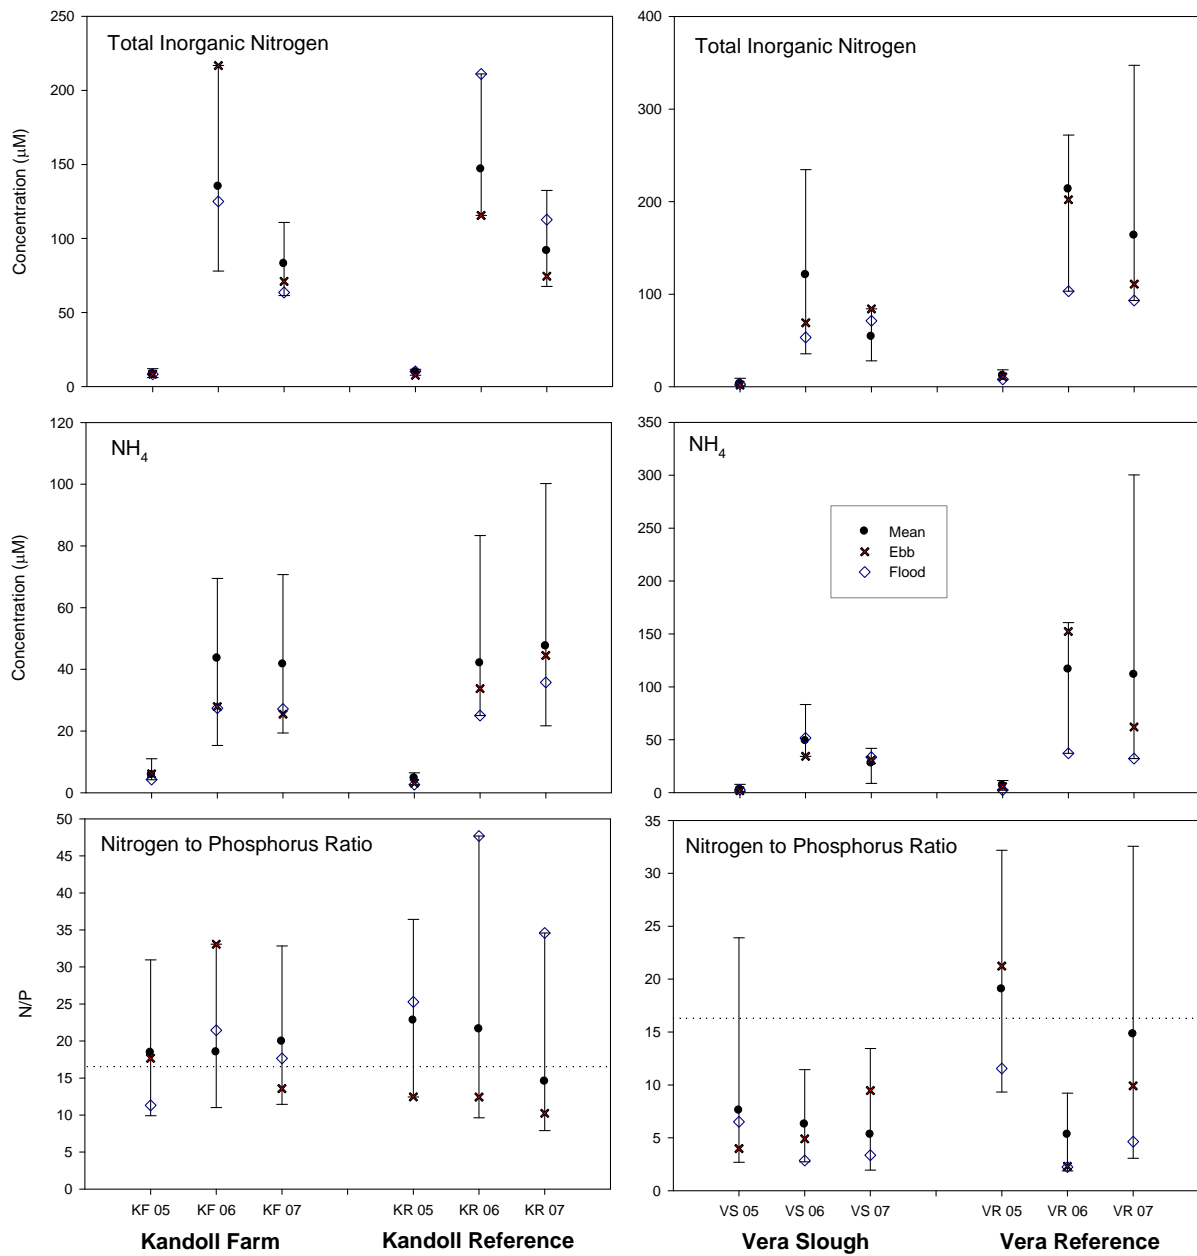 Total Inorganic Nitrogen
Concentration (μM)
250
200
150
100
50
0
Total Inorganic Nitrogen
400
300
200
100
0
NH4
Concentration (μM)
120
100
80
60
40
20
0
NH4
350
300
250
200
150
100
50
0
Mean
Ebb
Flood
Nitrogen to Phosphorus Ratio
N/P
50
45
40
35
30
25
20
15
10
5
0
KF 05 KF 06 KF 07 KR 05 KR 06 KR 07
Kandoll Farm Kandoll Reference
Nitrogen to Phosphorus Ratio
35
30
25
20
15
10
5
0
VS 05 VS 06 VS 07 VR 05 VR 06 VR 07
Vera Slough Vera Reference